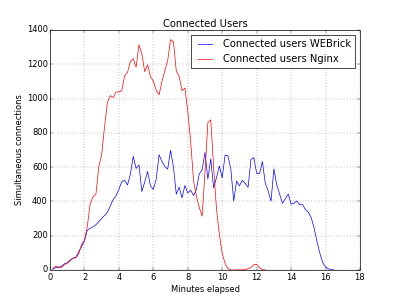 Connected Users
Connected users WEBrick
Connected users Nginx
Simultaneous connections
1400
1200
1000
800
600
400
200
0
0 2 4 6 8 10 12 14 16 18
Minutes elapsed